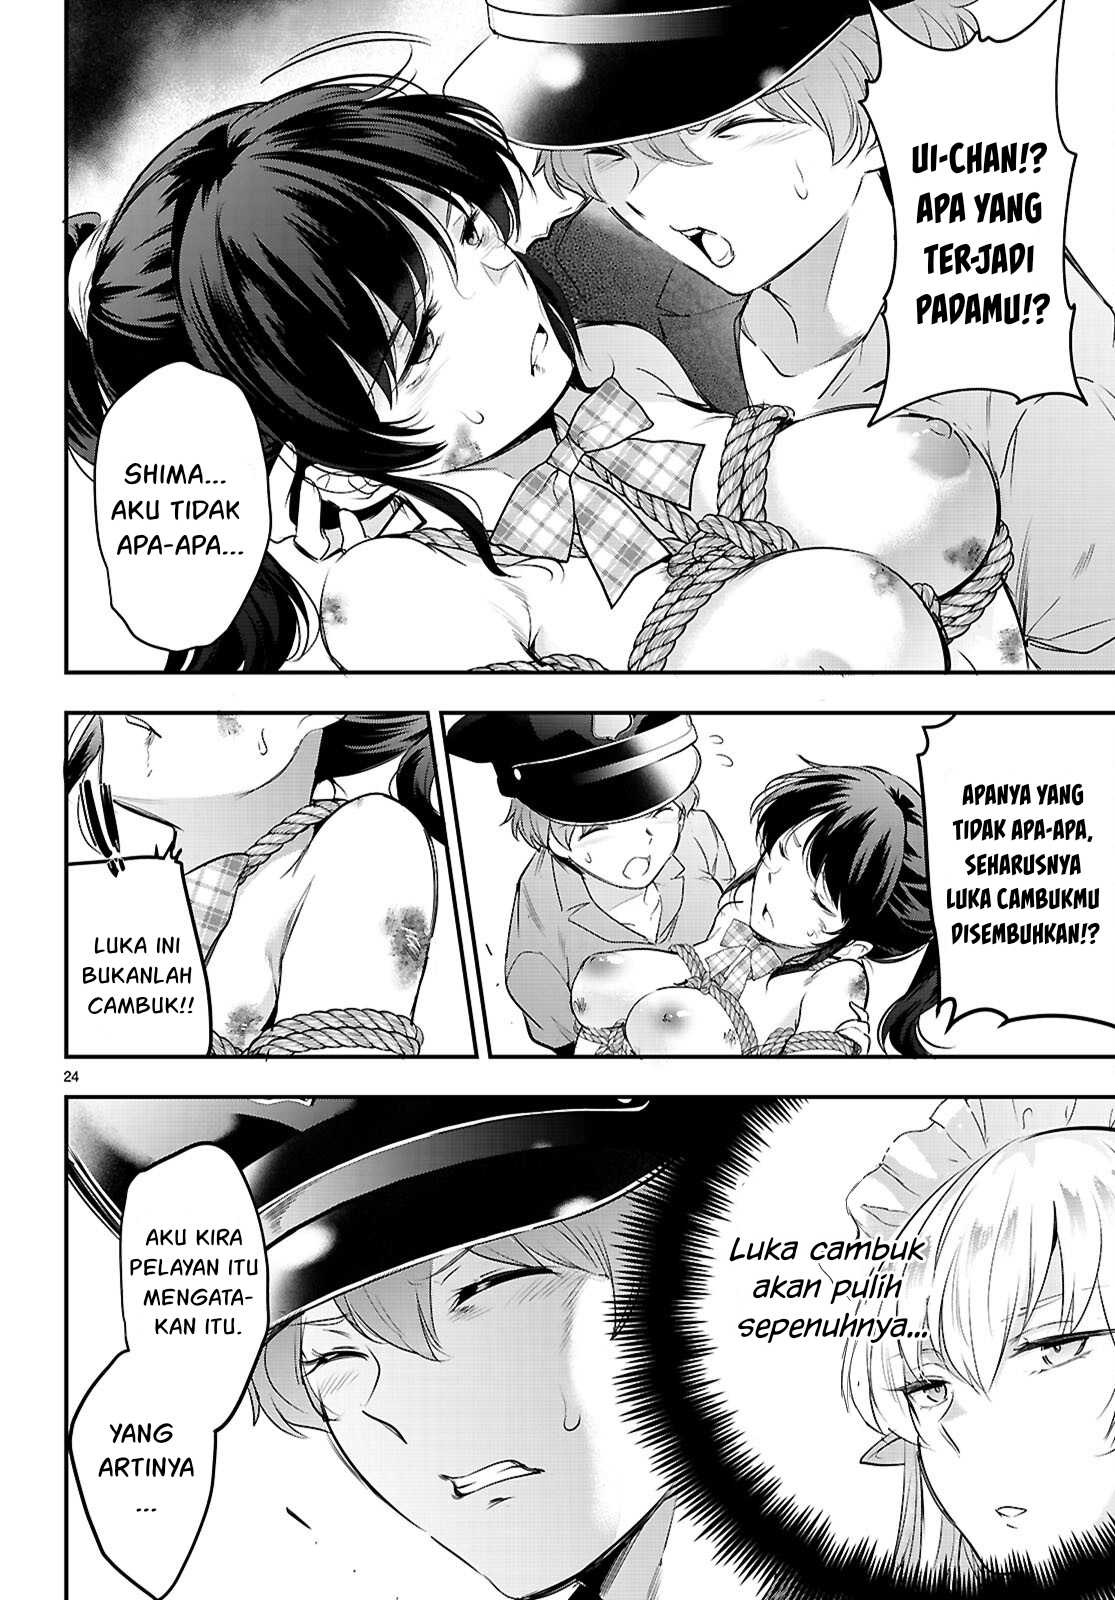 UI-CHAN!?
APA YANG
TER-JADI
PADAMU!?
SHIMA...
AKU TIDAK
APA-APA...
APANYA YANG
TIDAK APA-APA,
SEHARUSNYA
LUKA CAMBUKMU
DISEMBUHKAN!?
LUKA INI
BUKANLAH
CAMBUK!!
24
Luka cambuk
akan pulih
sepenuhnya...
AKU KIRA
PELAYAN ITU
MENGATA-
KAN ITU.
YANG
ARTINYA
...